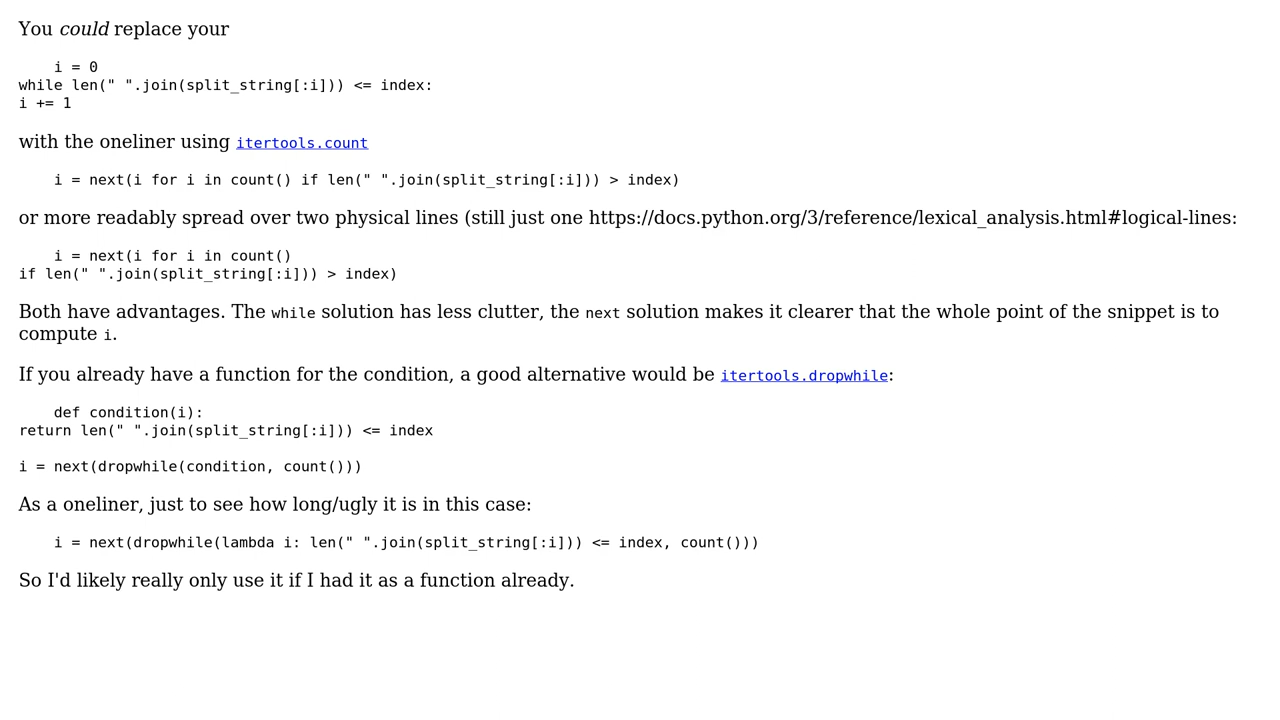 You could replace your
    i = 0
while len(" ".join(split_string[:i])) <= index:
i += 1
with the oneliner using itertools.count
    i = next(i for i in count() if len(" ".join(split_string[:i])) > index)
or more readably spread over two physical lines (still just one https://docs.python.org/3/reference/lexical_analysis.html#logical-lines:
    i = next(i for i in count()
if len(" ".join(split_string[:i])) > index)
Both have advantages. The while solution has less clutter, the next solution makes it clearer that the whole point of the snippet is to
compute i.
If you already have a function for the condition, a good alternative would be itertools.dropwhile:
    def condition(i):
return len(" ".join(split_string[:i])) <= index
i = next(dropwhile(condition, count()))
As a oneliner, just to see how long/ugly it is in this case:
    i = next(dropwhile(lambda i: len(" ".join(split_string[:i])) <= index, count()))
So I'd likely really only use it if I had it as a function already.